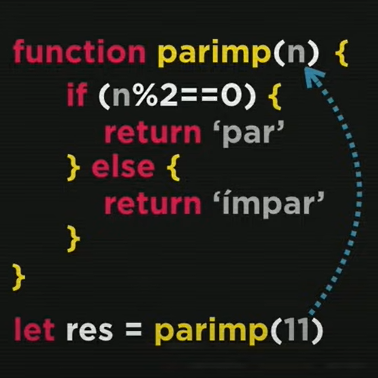 function parimp(n) {
if (n%2==0) {
return ‘par’
} else {
return ‘ímpar’
}
}
let res = parimp(11)